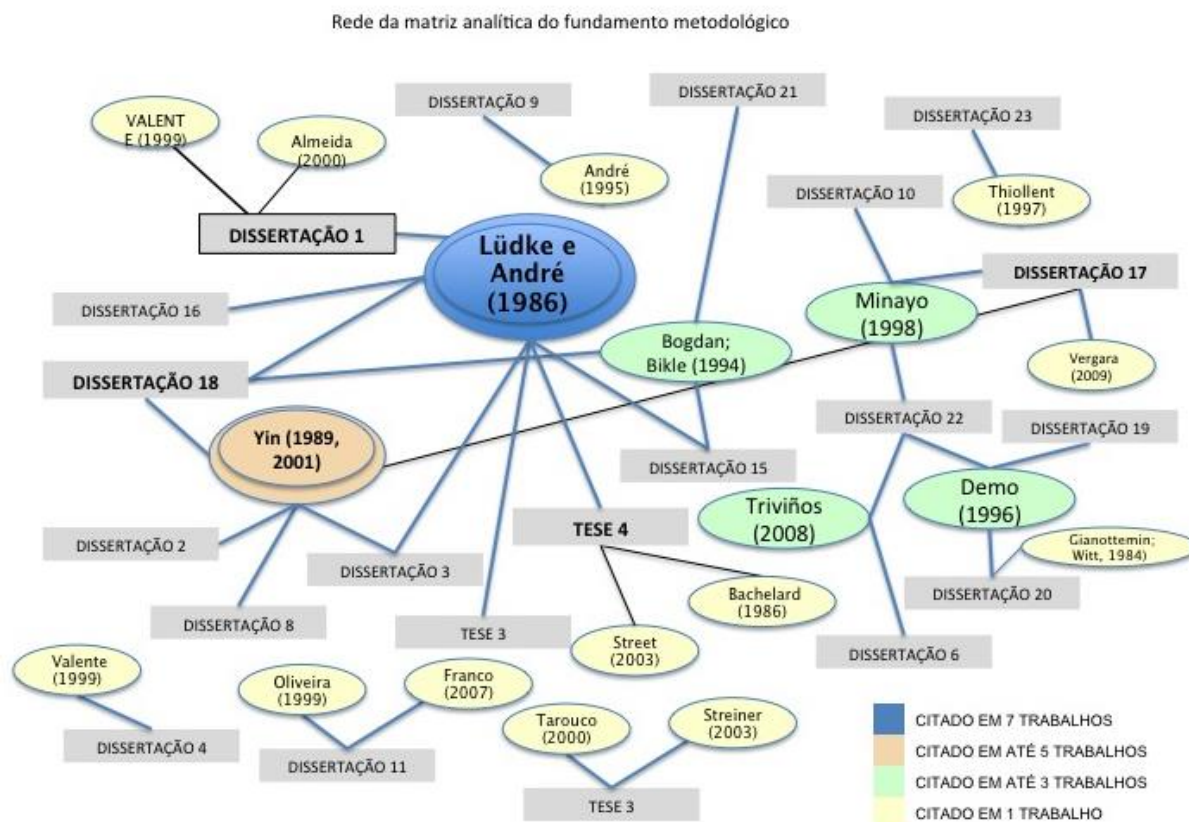 Rede da matriz analítica do fundamento metodológico
VALENT
E (1999)
Almeida
(2000)
DISSERTAÇÃO 9
DISSERTAÇÃO 21
DISSERTAÇÃO 23
André
(1995)
DISSERTAÇÃO 10
Thiollent
(1997)
DISSERTAÇÃO 1
Lüdke e
André
(1986)
DISSERTAÇÃO 17
DISSERTAÇÃO 16
Minayo
(1998)
Bogdan;
Bikle (1994)
Vergara
(2009)
DISSERTAÇÃO 18
DISSERTAÇÃO 22
DISSERTAÇÃO 19
Yin (1989,
2001)
DISSERTAÇÃO 15
Triviños
(2008)
Demo
(1996)
TESE 4
Gianottemin;
Witt, 1984)
DISSERTAÇÃO 2
DISSERTAÇÃO 3
DISSERTAÇÃO 20
Bachelard
(1986)
DISSERTAÇÃO 8
TESE 3
Street
(2003)
DISSERTAÇÃO 6
Valente
(1999)
Oliveira
(1999)
Franco
(2007)
Tarouco
(2000)
Streiner
(2003)
DISSERTAÇÃO 4
DISSERTAÇÃO 11
TESE 3
CITADO EM 7 TRABALHOS
CITADO EM ATÉ 5 TRABALHOS
CITADO EM ATÉ 3 TRABALHOS
CITADO EM 1 TRABALHO